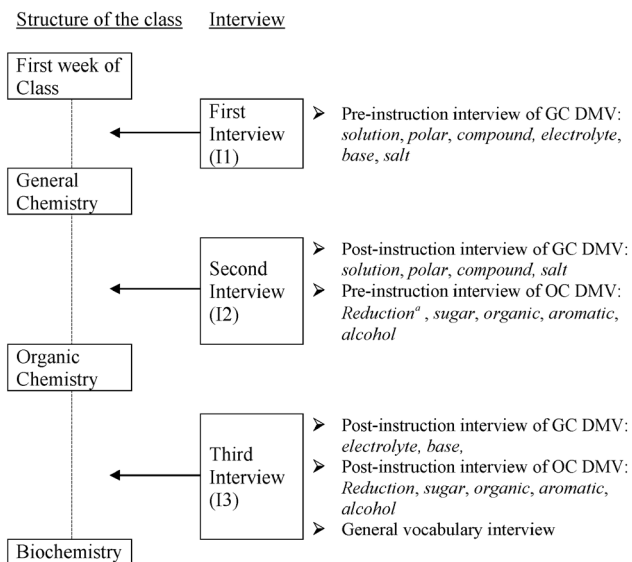 Structure of the class
Interview
First week of
Class
First
Interview
(I1)
➢ Pre-instruction interview of GC DMV:
solution, polar, compound, electrolyte,
base, salt
General
Chemistry
Second
Interview
(I2)
➢ Post-instruction interview of GC DMV:
solution, polar, compound, salt
➢ Pre-instruction interview of OC DMV:
Reductionᵃ , sugar, organic, aromatic,
alcohol
Organic
Chemistry
Third
Interview
(I3)
➢ Post-instruction interview of GC DMV:
electrolyte, base,
➢ Post-instruction interview of OC DMV:
Reduction, sugar, organic, aromatic,
alcohol
➢ General vocabulary interview
Biochemistry